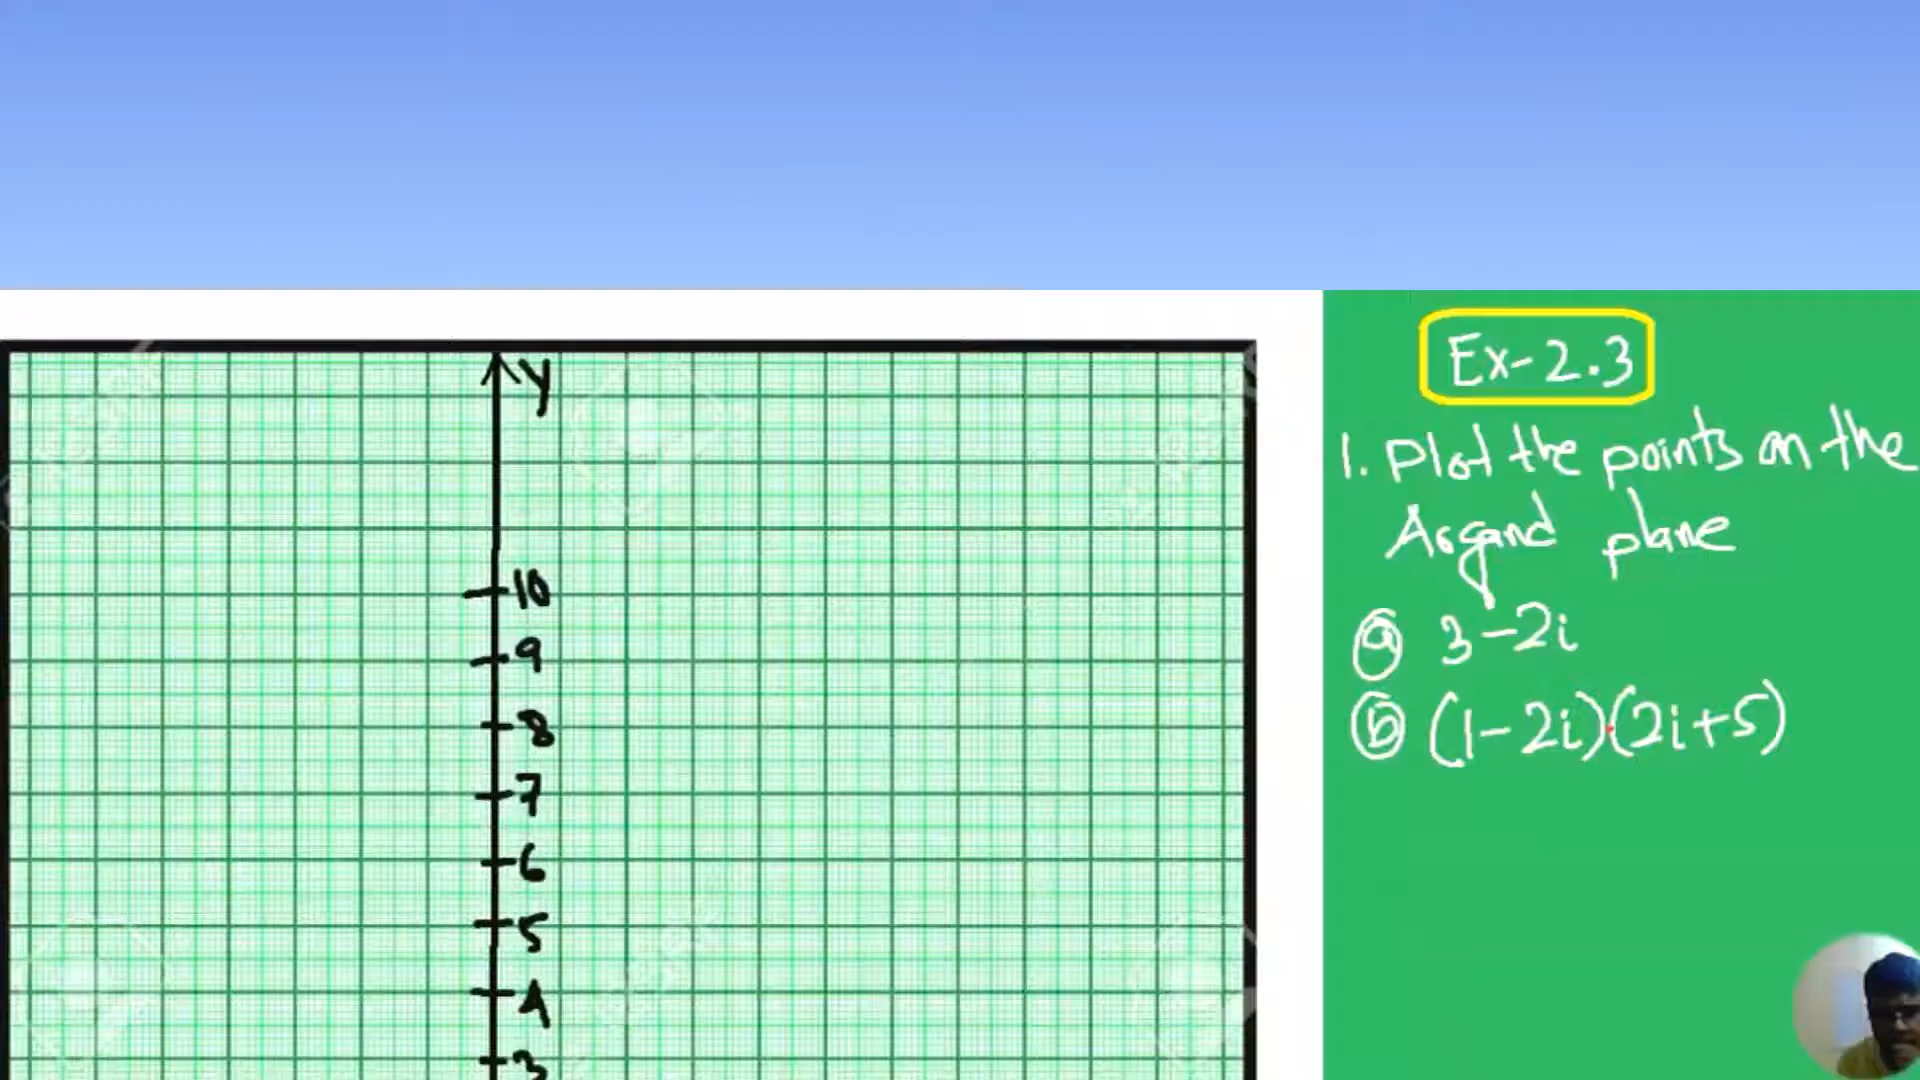 Y
10
9
8
7
6
5
4
3
Ex-2.3
1. Plot the points on the
Argand plane
(a) 3-2i
(b) (1-2i)(2i+5)